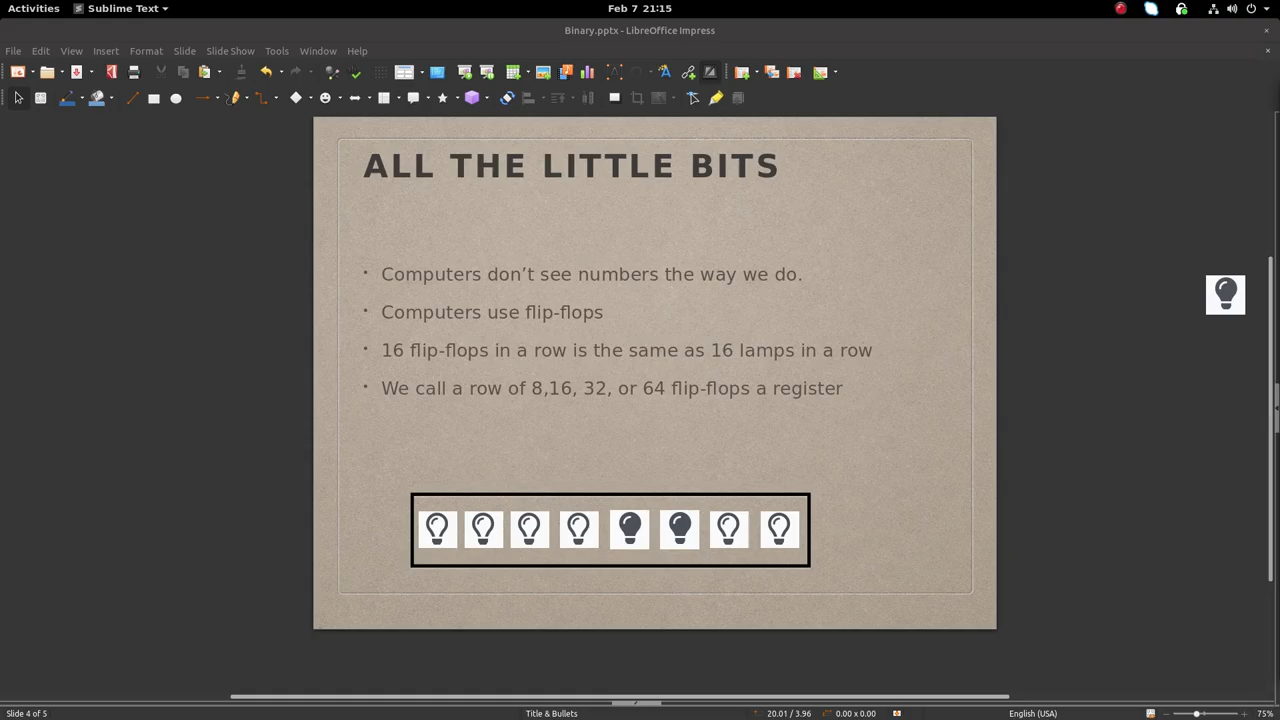 Activities
Sublime Text
Feb 7 21:15
Binary.pptx - LibreOffice Impress
File Edit View Insert Format Slide Slide Show Tools Window Help
ALL THE LITTLE BITS
• Computers don’t see numbers the way we do.
• Computers use flip-flops
• 16 flip-flops in a row is the same as 16 lamps in a row
• We call a row of 8,16, 32, or 64 flip-flops a register
Slide 4 of 5
Title & Bullets
20.01 / 3.96
0.00 x 0.00
English (USA)
75%